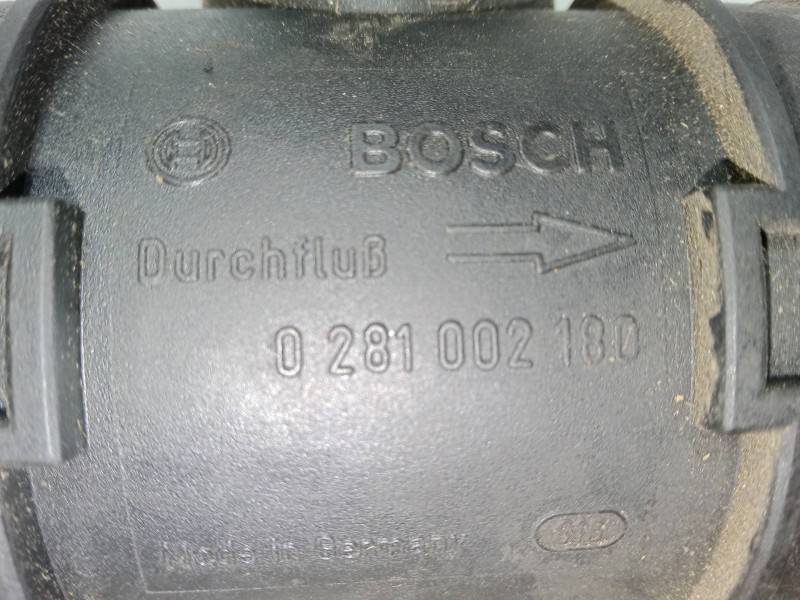 BOSCH
Durchfluß
0 281 002 180
Made in Germany